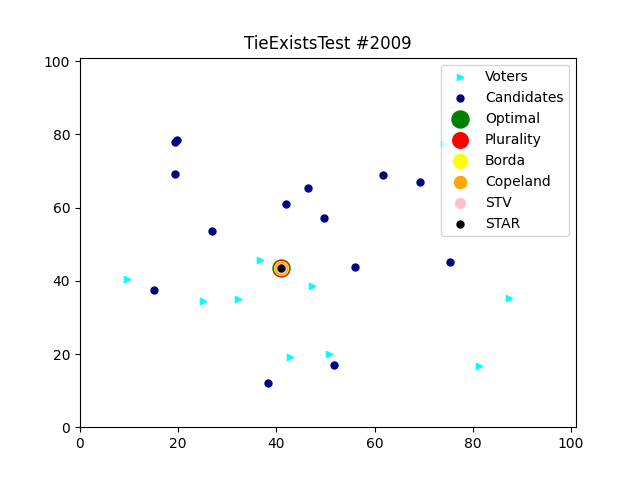 TieExistsTest #2009
Voters
Candidates
Optimal
Plurality
Borda
Copeland
STV
STAR
100
80
60
40
20
0
0 20 40 60 80 100